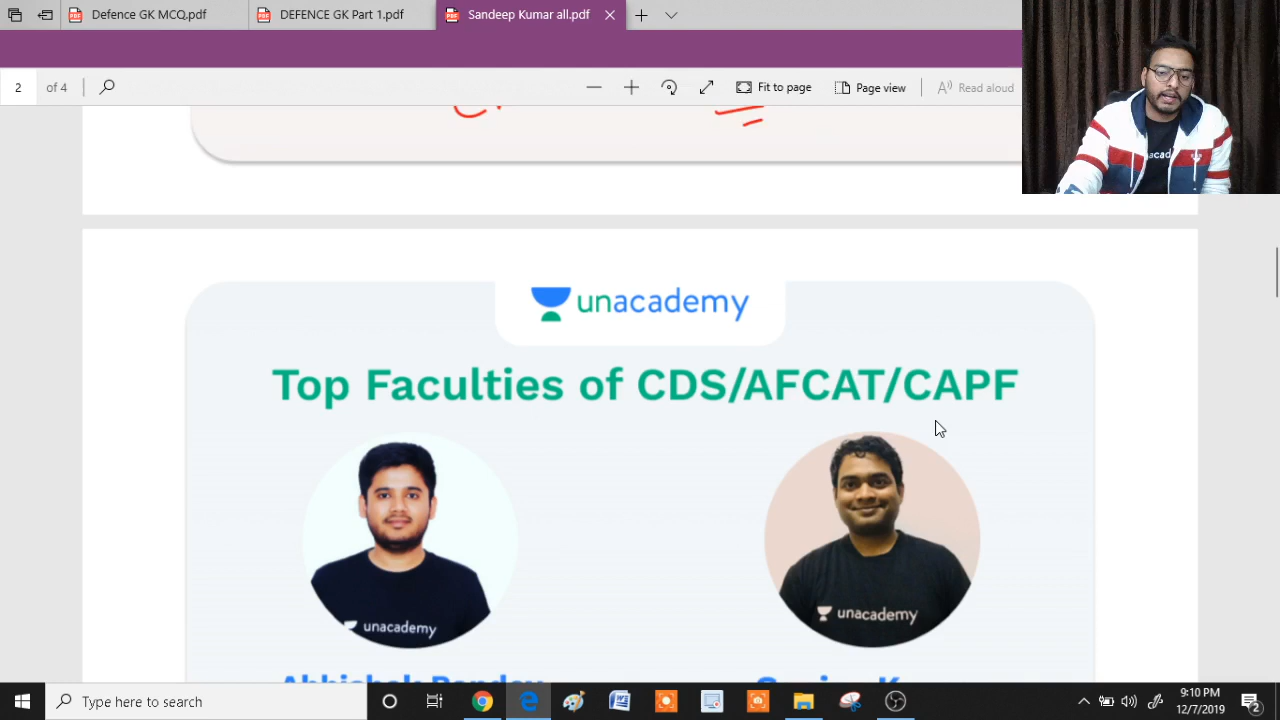 Defence GK MCQ.pdf
DEFENCE GK Part 1.pdf
Sandeep Kumar all.pdf
2 of 4
Fit to page
Page view
Read aloud
unacad
unacademy
Top Faculties of CDS/AFCAT/CAPF
unacademy
unacademy
Type here to search
9:10 PM
12/7/2019
2